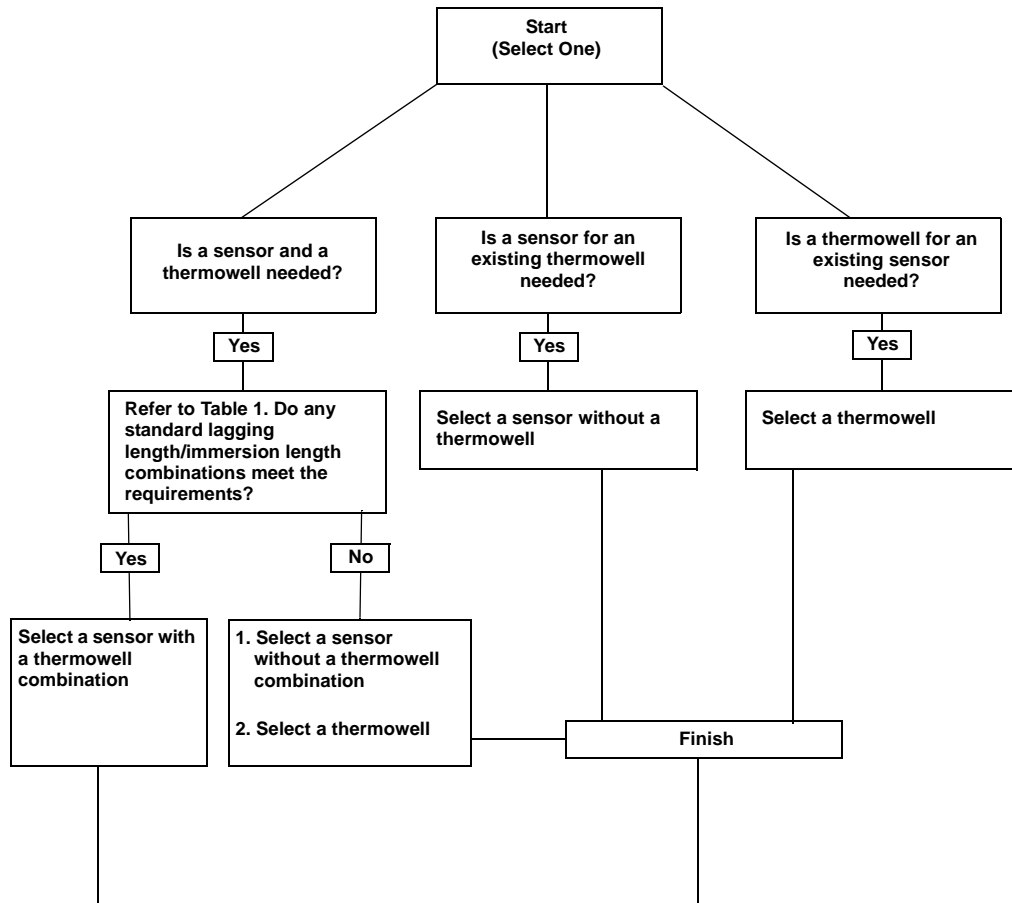 Start
(Select One)
Is a sensor and a
thermowell needed?
Is a sensor for an
existing thermowell
needed?
Is a thermowell for an
existing sensor
needed?
Yes
Yes
Yes
Refer to Table 1. Do any
standard lagging
length/immersion length
combinations meet the
requirements?
Select a sensor without a
thermowell
Select a thermowell
Yes
No
Select a sensor with
a thermowell
combination
1. Select a sensor
without a thermowell
combination
2. Select a thermowell
Finish